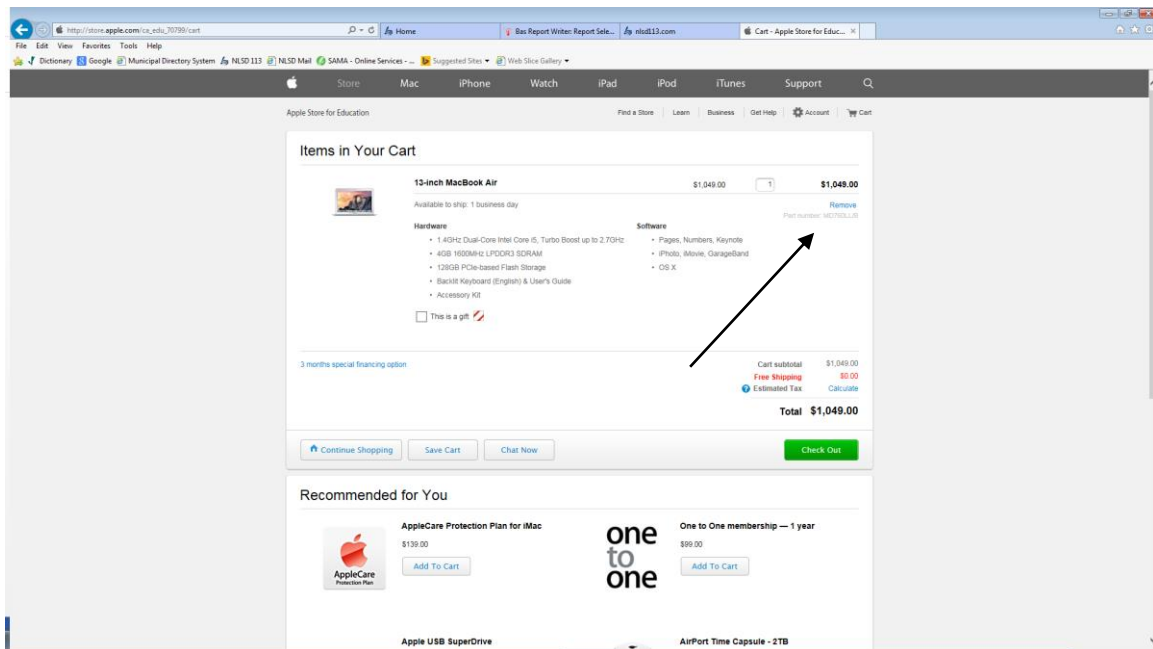 http://store.apple.com/ca_edu_70799/cart
Home
Bas Report Writer: Report Sele...
nlsd113.com
Cart - Apple Store for Educ...
File Edit View Favorites Tools Help
Dictionary Google Municipal Directory System NLSD 113 NLSD Mail SAMA - Online Services - ... Suggested Sites Web Slice Gallery
Store Mac iPhone Watch iPad iPod iTunes Support
Apple Store for Education Find a Store Learn Business Get Help Account Cart
Items in Your Cart
13-inch MacBook Air $1,049.00 1 $1,049.00
Available to ship: 1 business day Remove
Part number:
Hardware Software
• 1.4GHz Dual-Core Intel Core i5, Turbo Boost up to 2.7GHz • Pages, Numbers, Keynote
• 4GB 1600MHz LPDDR3 SDRAM • iPhoto, iMovie, GarageBand
• 128GB PCIe-based Flash Storage • OS X
• Backlit Keyboard (English) & User's Guide
• Accessory Kit
This is a gift
3 months special financing option Cart subtotal $1,049.00
Free Shipping $0.00
Estimated Tax Calculate
Total $1,049.00
Continue Shopping Save Cart Chat Now Check Out
Recommended for You
AppleCare Protection Plan for iMac
$139.00
Add To Cart
AppleCare
Protection Plan
one
to
one
One to One membership — 1 year
$99.00
Add To Cart
Apple USB SuperDrive AirPort Time Capsule - 2TB